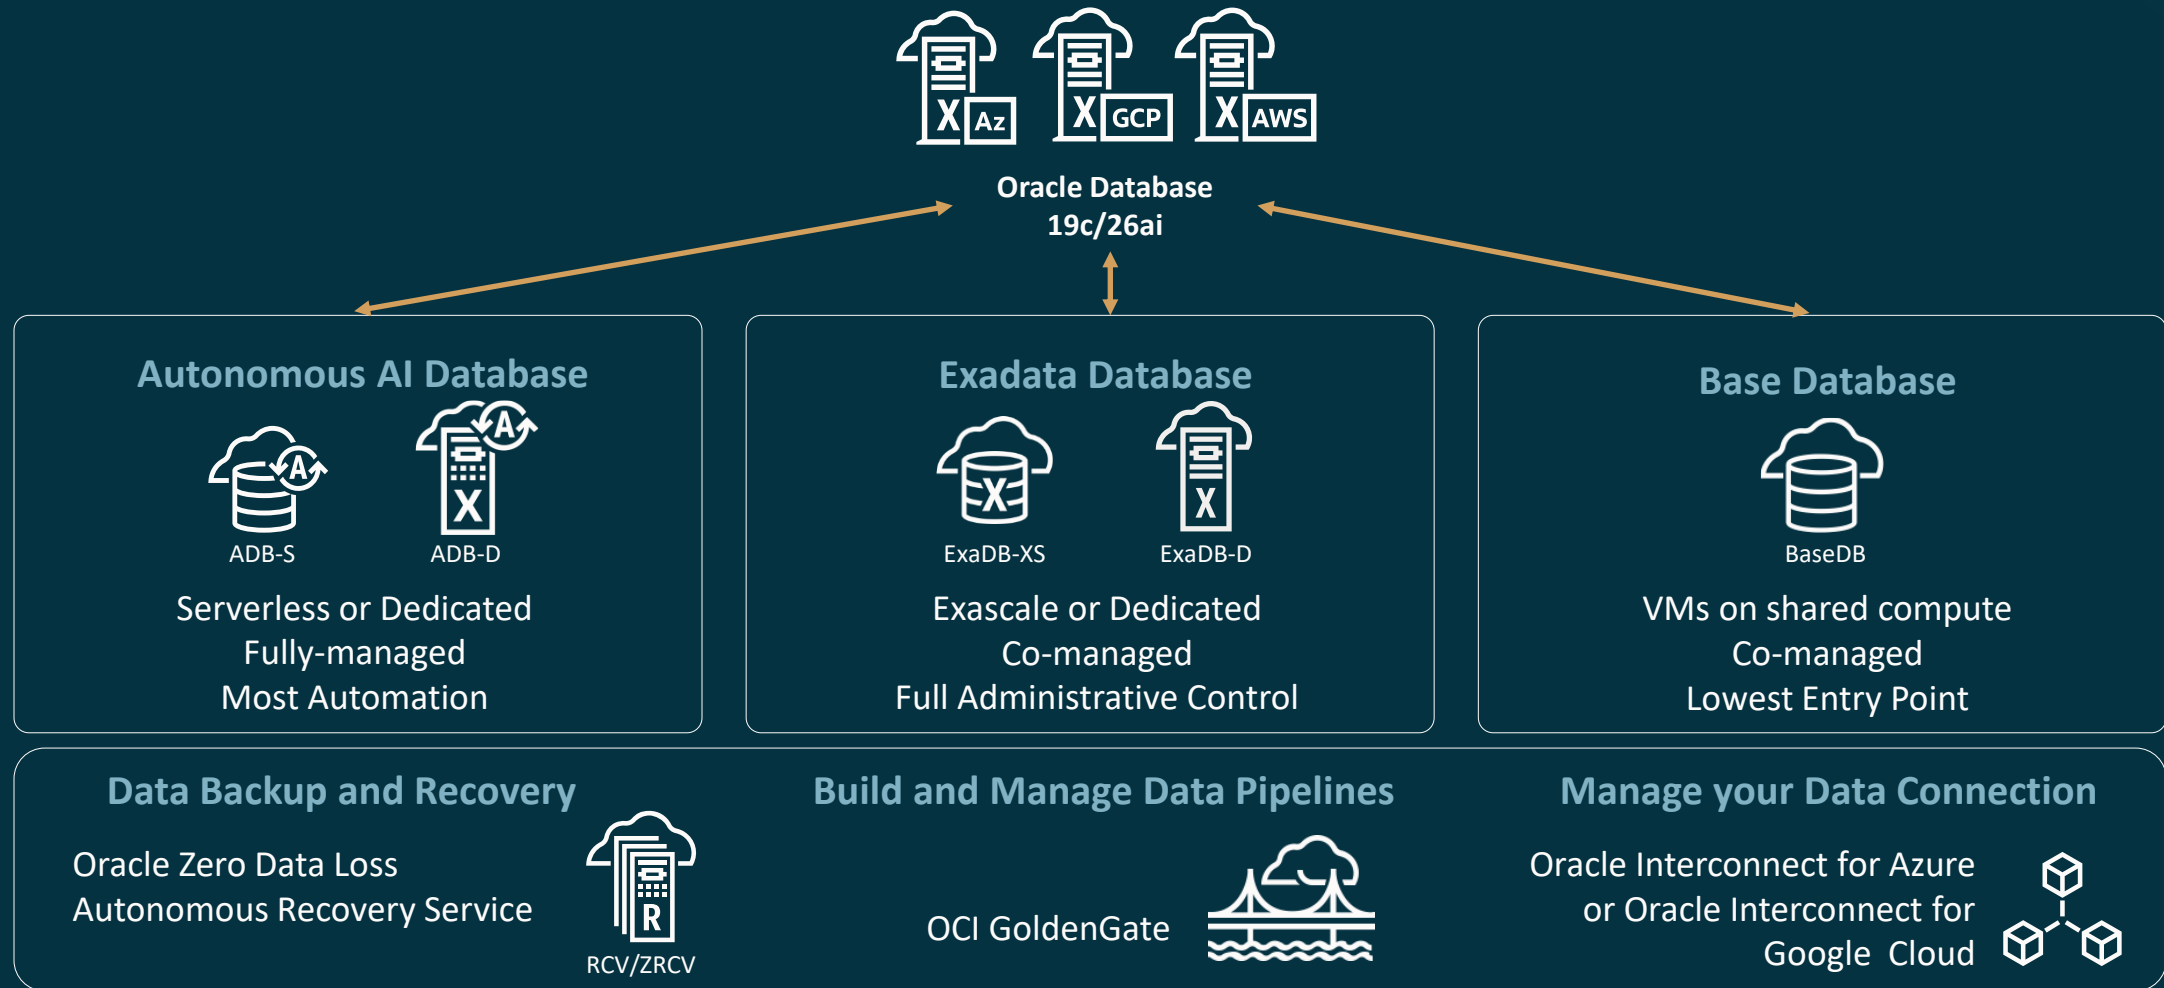 X Az
X GCP
X AWS
Oracle Database
19c/26ai
Autonomous AI Database
A
A
X
ADB-S
ADB-D
Serverless or Dedicated
Fully-managed
Most Automation
Exadata Database
X
X
ExaDB-XS
ExaDB-D
Exascale or Dedicated
Co-managed
Full Administrative Control
Base Database
BaseDB
VMs on shared compute
Co-managed
Lowest Entry Point
Data Backup and Recovery
Oracle Zero Data Loss
Autonomous Recovery Service
R
RCV/ZRCV
Build and Manage Data Pipelines
OCI GoldenGate
Manage your Data Connection
Oracle Interconnect for Azure
or Oracle Interconnect for
Google Cloud